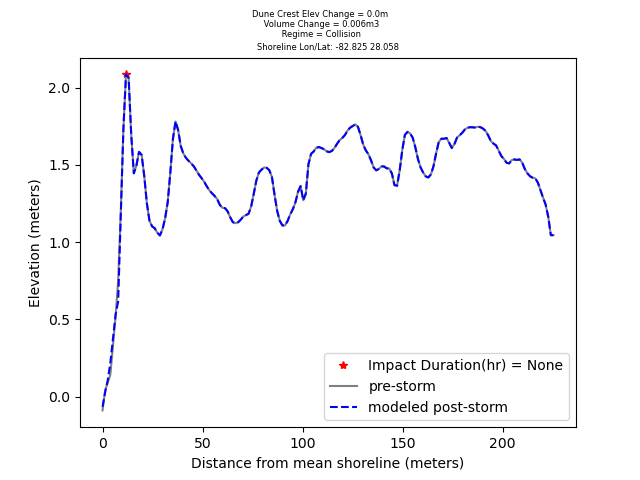 Dune Crest Elev Change = 0.0m
Volume Change = 0.006m3
Regime = Collision
Shoreline Lon/Lat: -82.825 28.058
2.0
1.5
1.0
0.5
0.0
Elevation (meters)
Impact Duration(hr) = None
pre-storm
modeled post-storm
0 50 100 150 200
Distance from mean shoreline (meters)